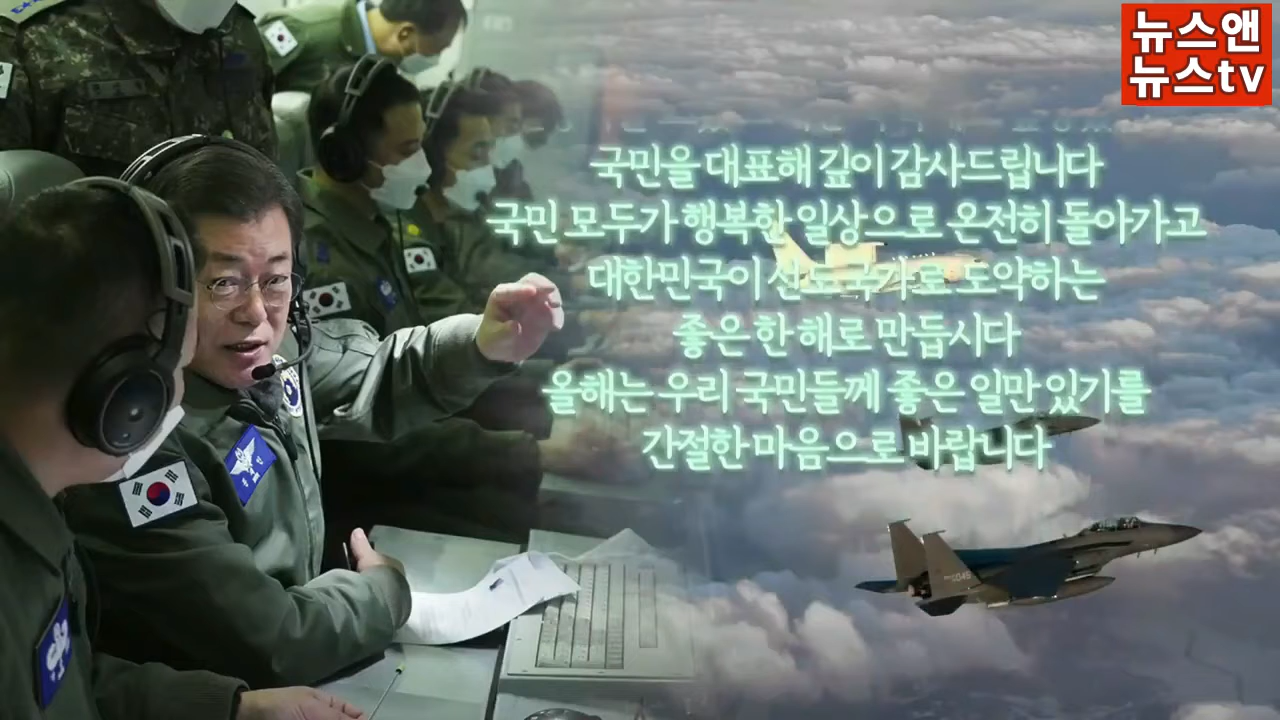 뉴스앤
뉴스tv
국민을 대표해 깊이 감사드립니다
국민 모두가 행복한 일상으로 온전히 돌아가고
대한민국이 선도국가로 도약하는
좋은 한 해로 만듭시다
올해는 우리 국민들께 좋은 일만 있기를
간절한 마음으로 바랍니다